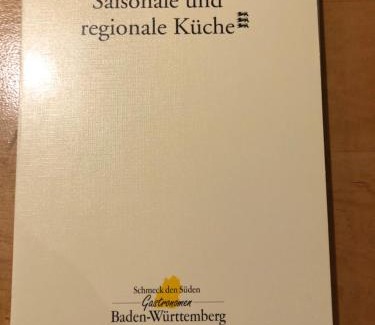 Saisonale und
regionale Küche
Schmeck den Süden
Gastronomen
Baden-Württemberg